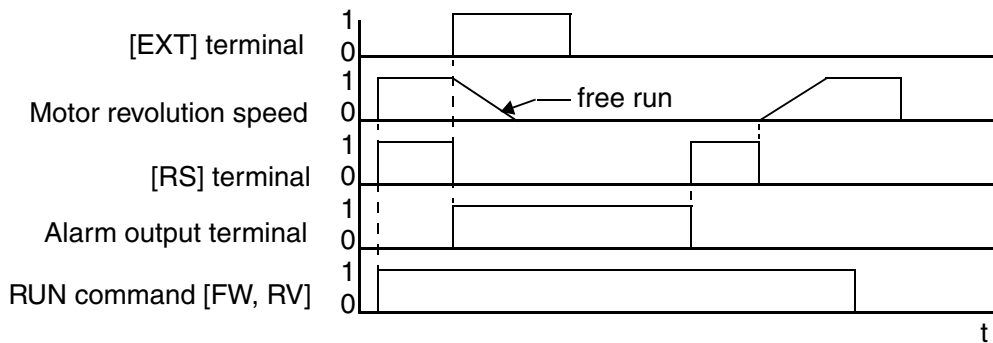 [EXT] terminal
1
0
Motor revolution speed
1
0
free run
[RS] terminal
1
0
Alarm output terminal
1
0
RUN command [FW, RV]
1
0
t